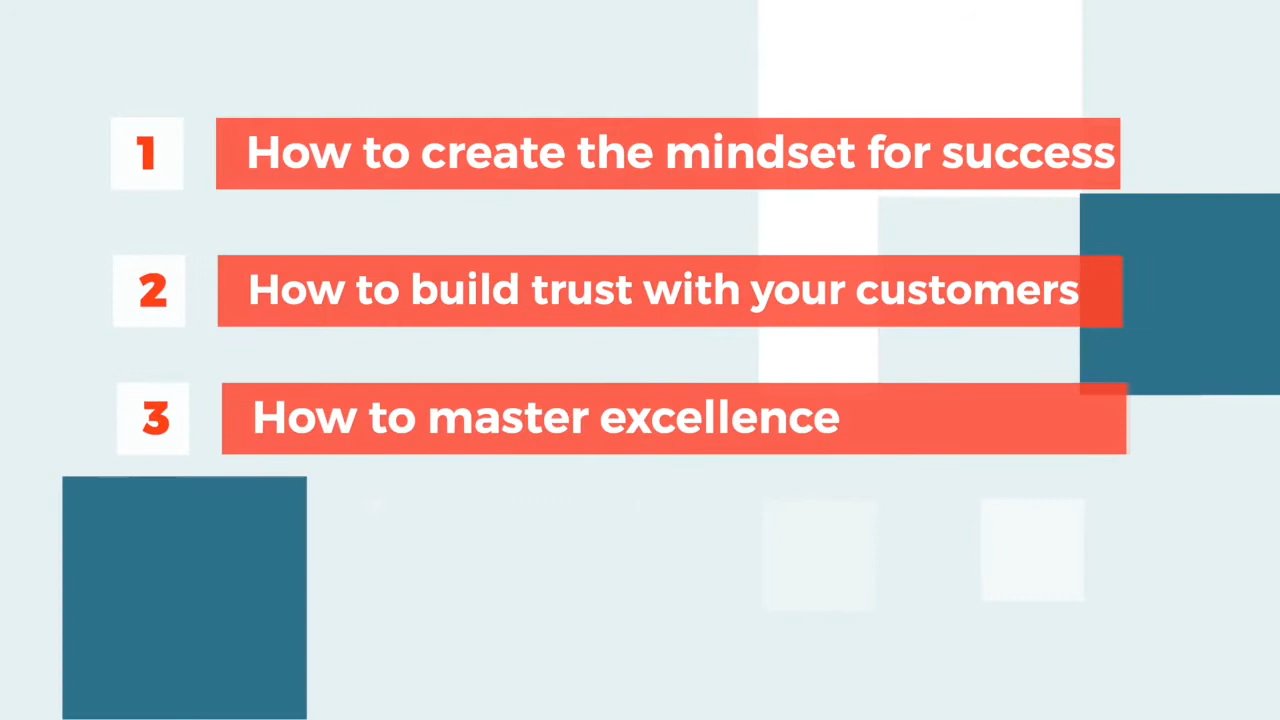 1 How to create the mindset for success
2 How to build trust with your customers
3 How to master excellence